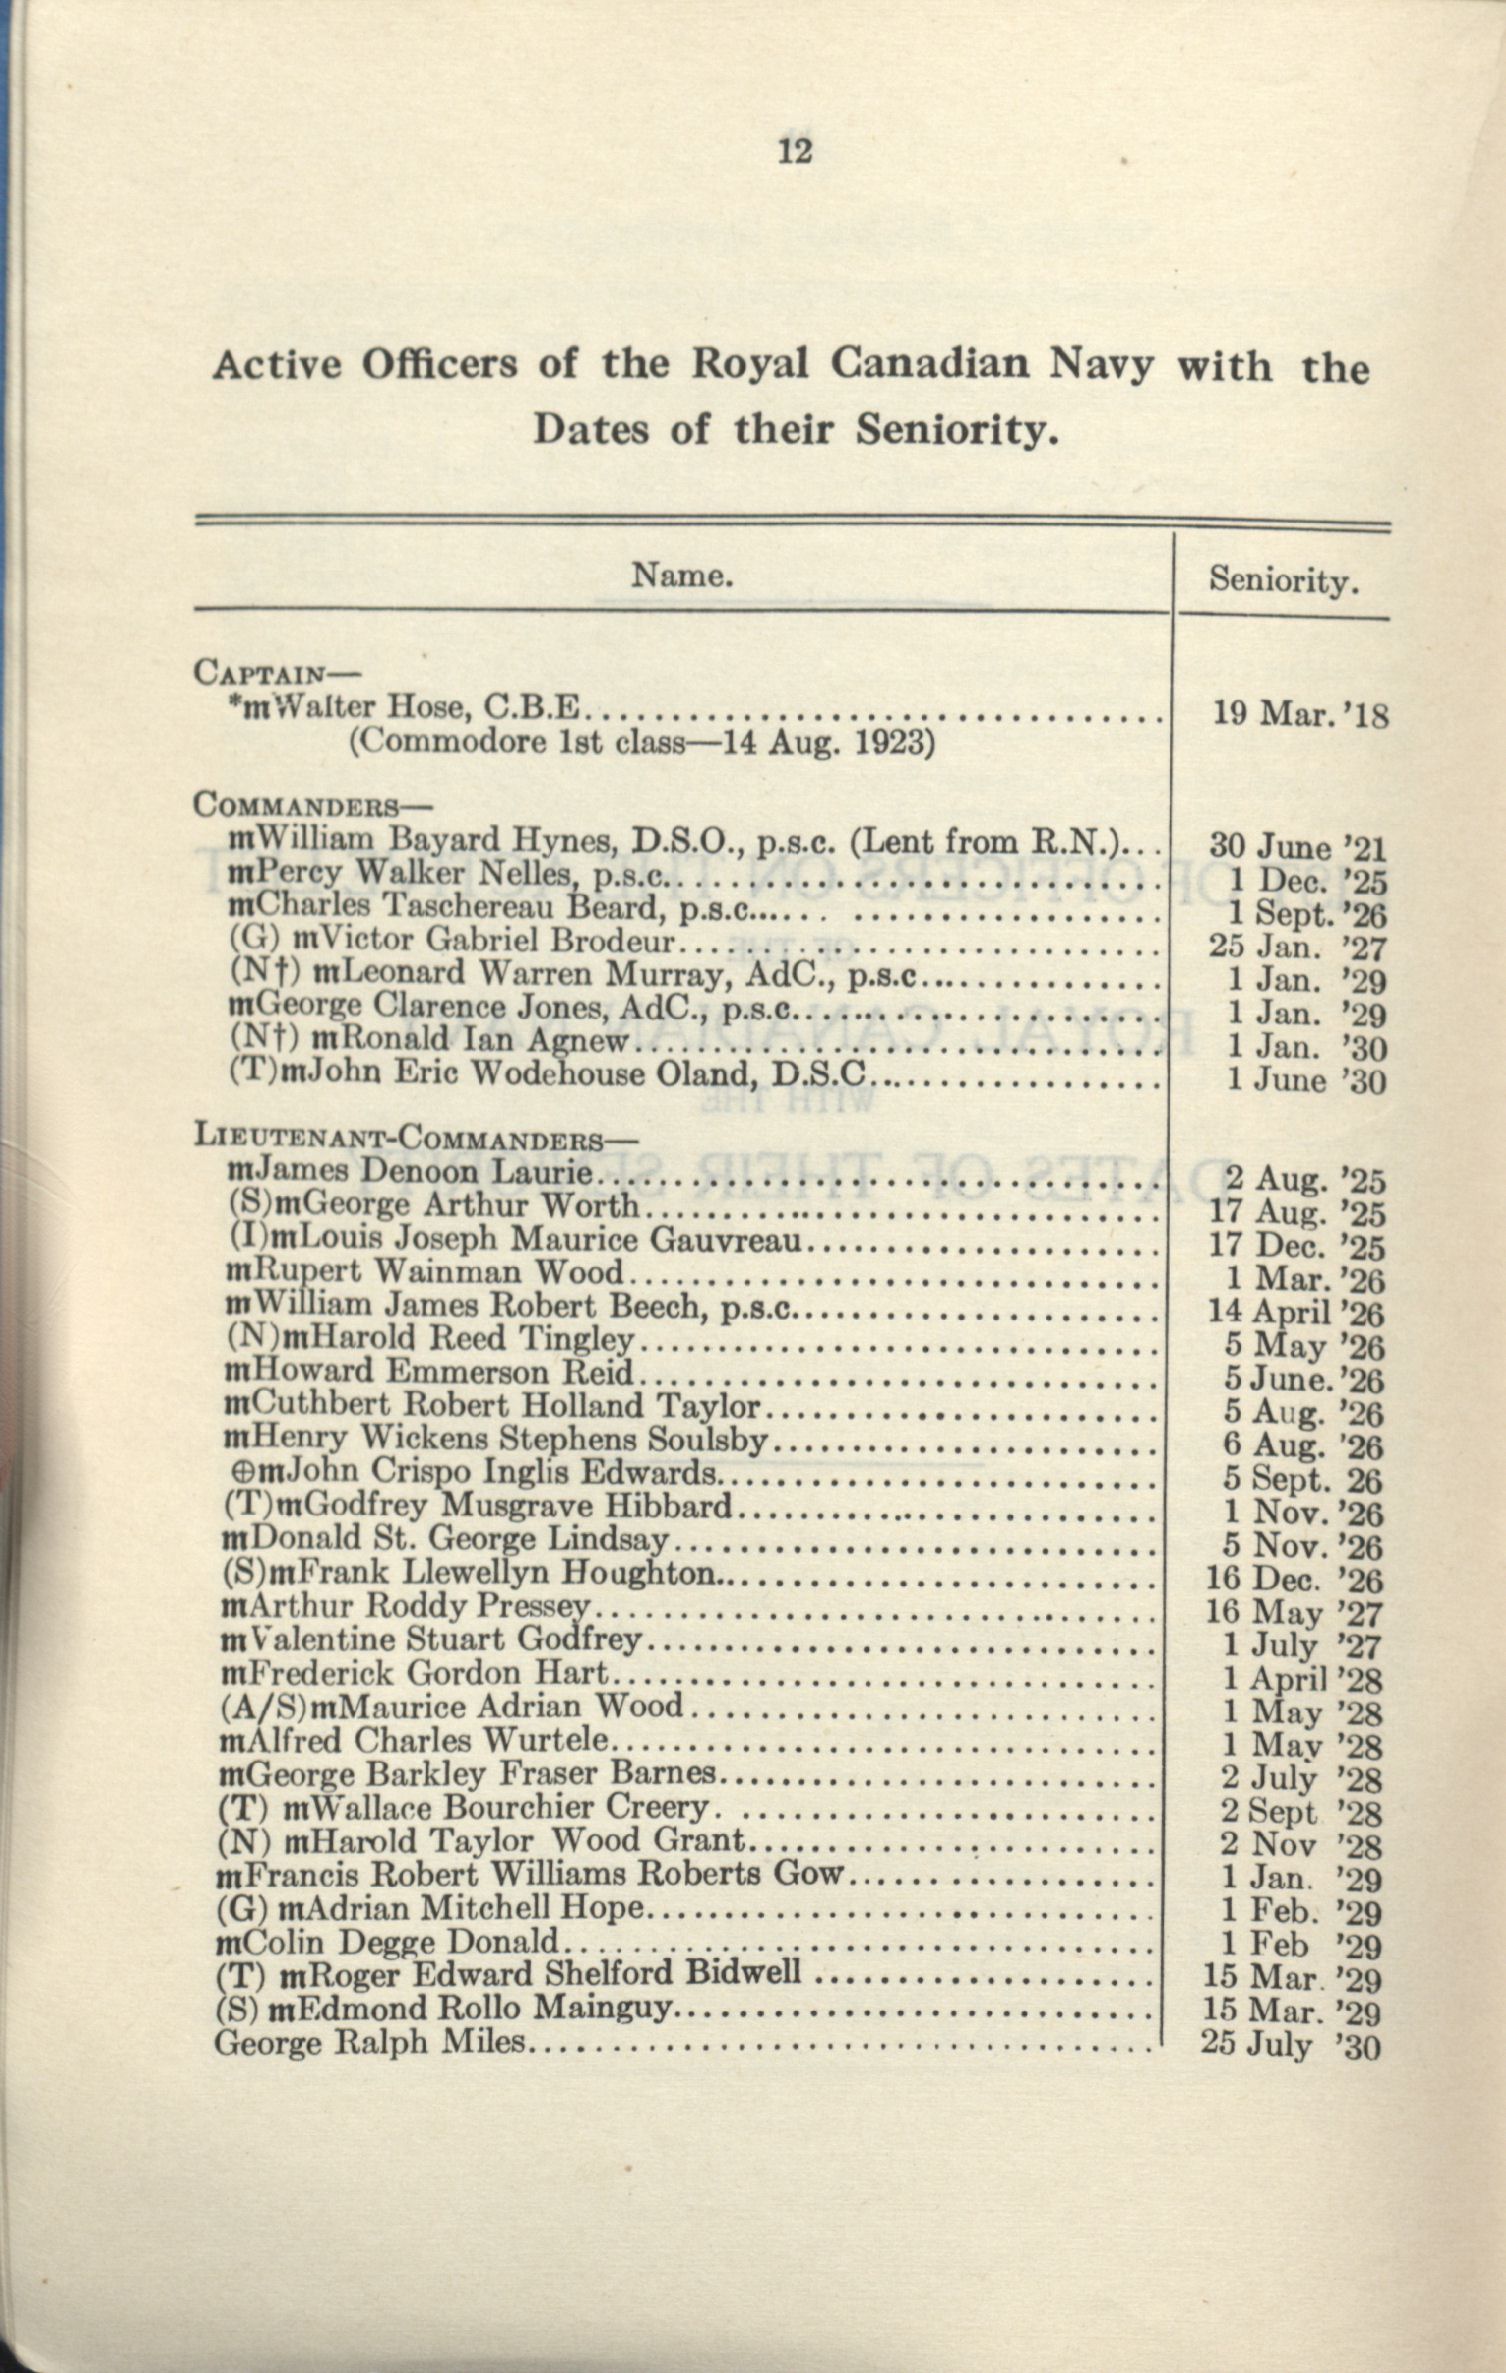 12
Active Officers of the Royal Canadian Navy with the
Dates of their Seniority.
Name. Seniority.
CAPTAIN—
*mWalter Hose, C.B.E. 19 Mar. '18
(Commodore 1st class—14 Aug. 1923)
COMMANDERS—
mWilliam Bayard Hynes, D.S.O., p.s.c. (Lent from R.N.) 30 June '21
mPercy Walker Nelles, p.s.c. 1 Dec. '25
mCharles Taschereau Beard, p.s.c. 1 Sept. '26
(G) mVictor Gabriel Brodeur 25 Jan. '27
(N†) mLeonard Warren Murray, AdC., p.s.c. 1 Jan. '29
mGeorge Clarence Jones, AdC., p.s.c. 1 Jan. '29
(N†) mRonald Ian Agnew 1 Jan. '30
(T)mJohn Eric Wodehouse Oland, D.S.C. 1 June '30
LIEUTENANT-COMMANDERS—
mJames Denoon Laurie 2 Aug. '25
(S)mGeorge Arthur Worth 17 Aug. '25
(I)mLouis Joseph Maurice Gauvreau 17 Dec. '25
mRupert Wainman Wood 1 Mar. '26
mWilliam James Robert Beech, p.s.c. 14 April '26
(N)mHarold Reed Tingley 5 May '26
mHoward Emmerson Reid 5 June. '26
mCuthbert Robert Holland Taylor 5 Aug. '26
mHenry Wickens Stephens Soulsby 6 Aug. '26
⊕mJohn Crispo Inglis Edwards 5 Sept. 26
(T)mGodfrey Musgrave Hibbard 1 Nov. '26
mDonald St. George Lindsay 5 Nov. '26
(S)mFrank Llewellyn Houghton 16 Dec. '26
mArthur Roddy Pressey 16 May '27
mValentine Stuart Godfrey 1 July '27
mFrederick Gordon Hart 1 April '28
(A/S)mMaurice Adrian Wood 1 May '28
mAlfred Charles Wurtele 1 May '28
mGeorge Barkley Fraser Barnes 2 July '28
(T) mWallace Bourchier Creery 2 Sept '28
(N) mHarold Taylor Wood Grant 2 Nov '28
mFrancis Robert Williams Roberts Gow 1 Jan. '29
(G) mAdrian Mitchell Hope 1 Feb. '29
mColin Degge Donald 1 Feb '29
(T) mRoger Edward Shelford Bidwell 15 Mar. '29
(S) mEdmond Rollo Mainguy 15 Mar. '29
George Ralph Miles 25 July '30